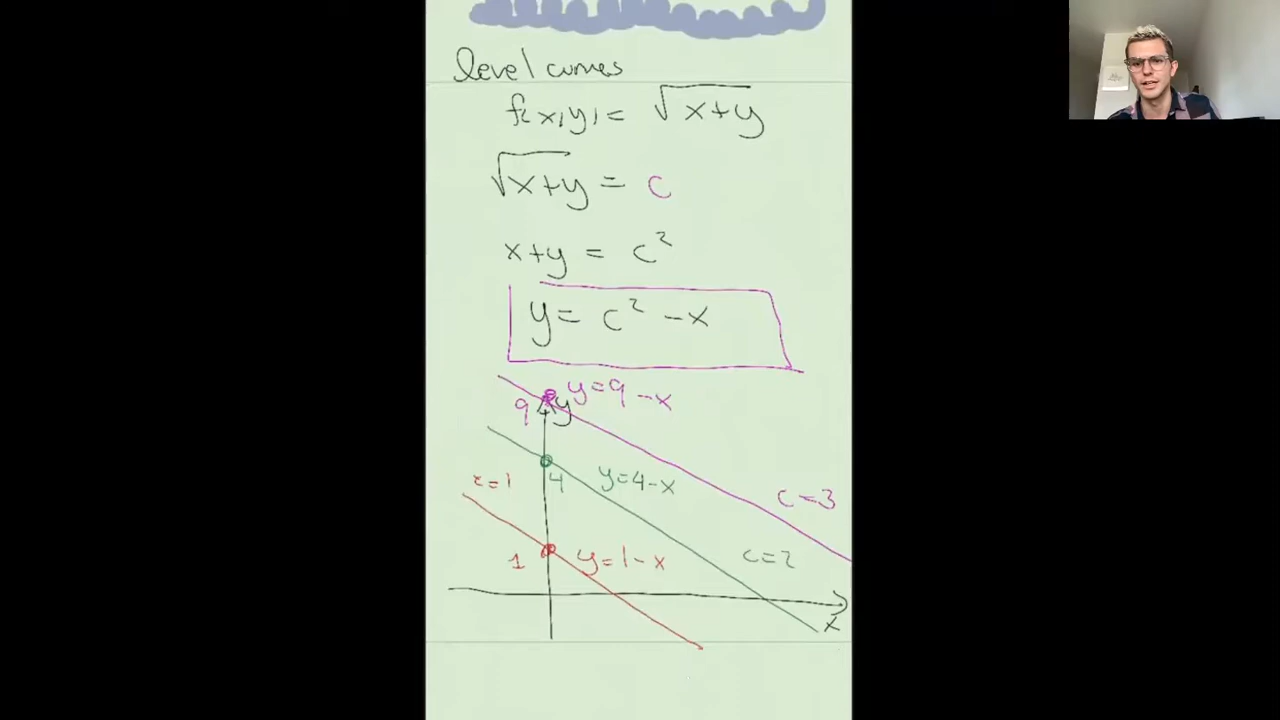 level curves
f(x,y) = √x+y
√x+y = c
x+y = c²
y = c² - x
y=9-x
9 y
c=1 4 y=4-x c=3
1 y=1-x c=2
x